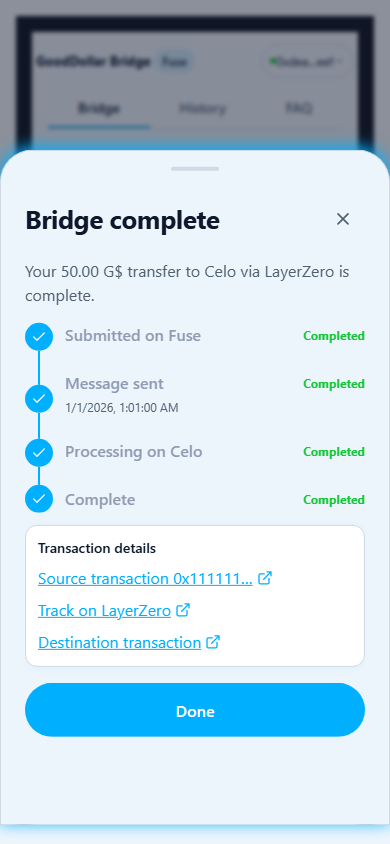 GoodDollar Bridge Fuse
Bridge History FAQ
Bridge complete
Your 50.00 G$ transfer to Celo via LayerZero is
complete.
Submitted on Fuse Completed
Message sent Completed
1/1/2026, 1:01:00 AM
Processing on Celo Completed
Complete Completed
Transaction details
Source transaction 0x111111...
Track on LayerZero
Destination transaction
Done